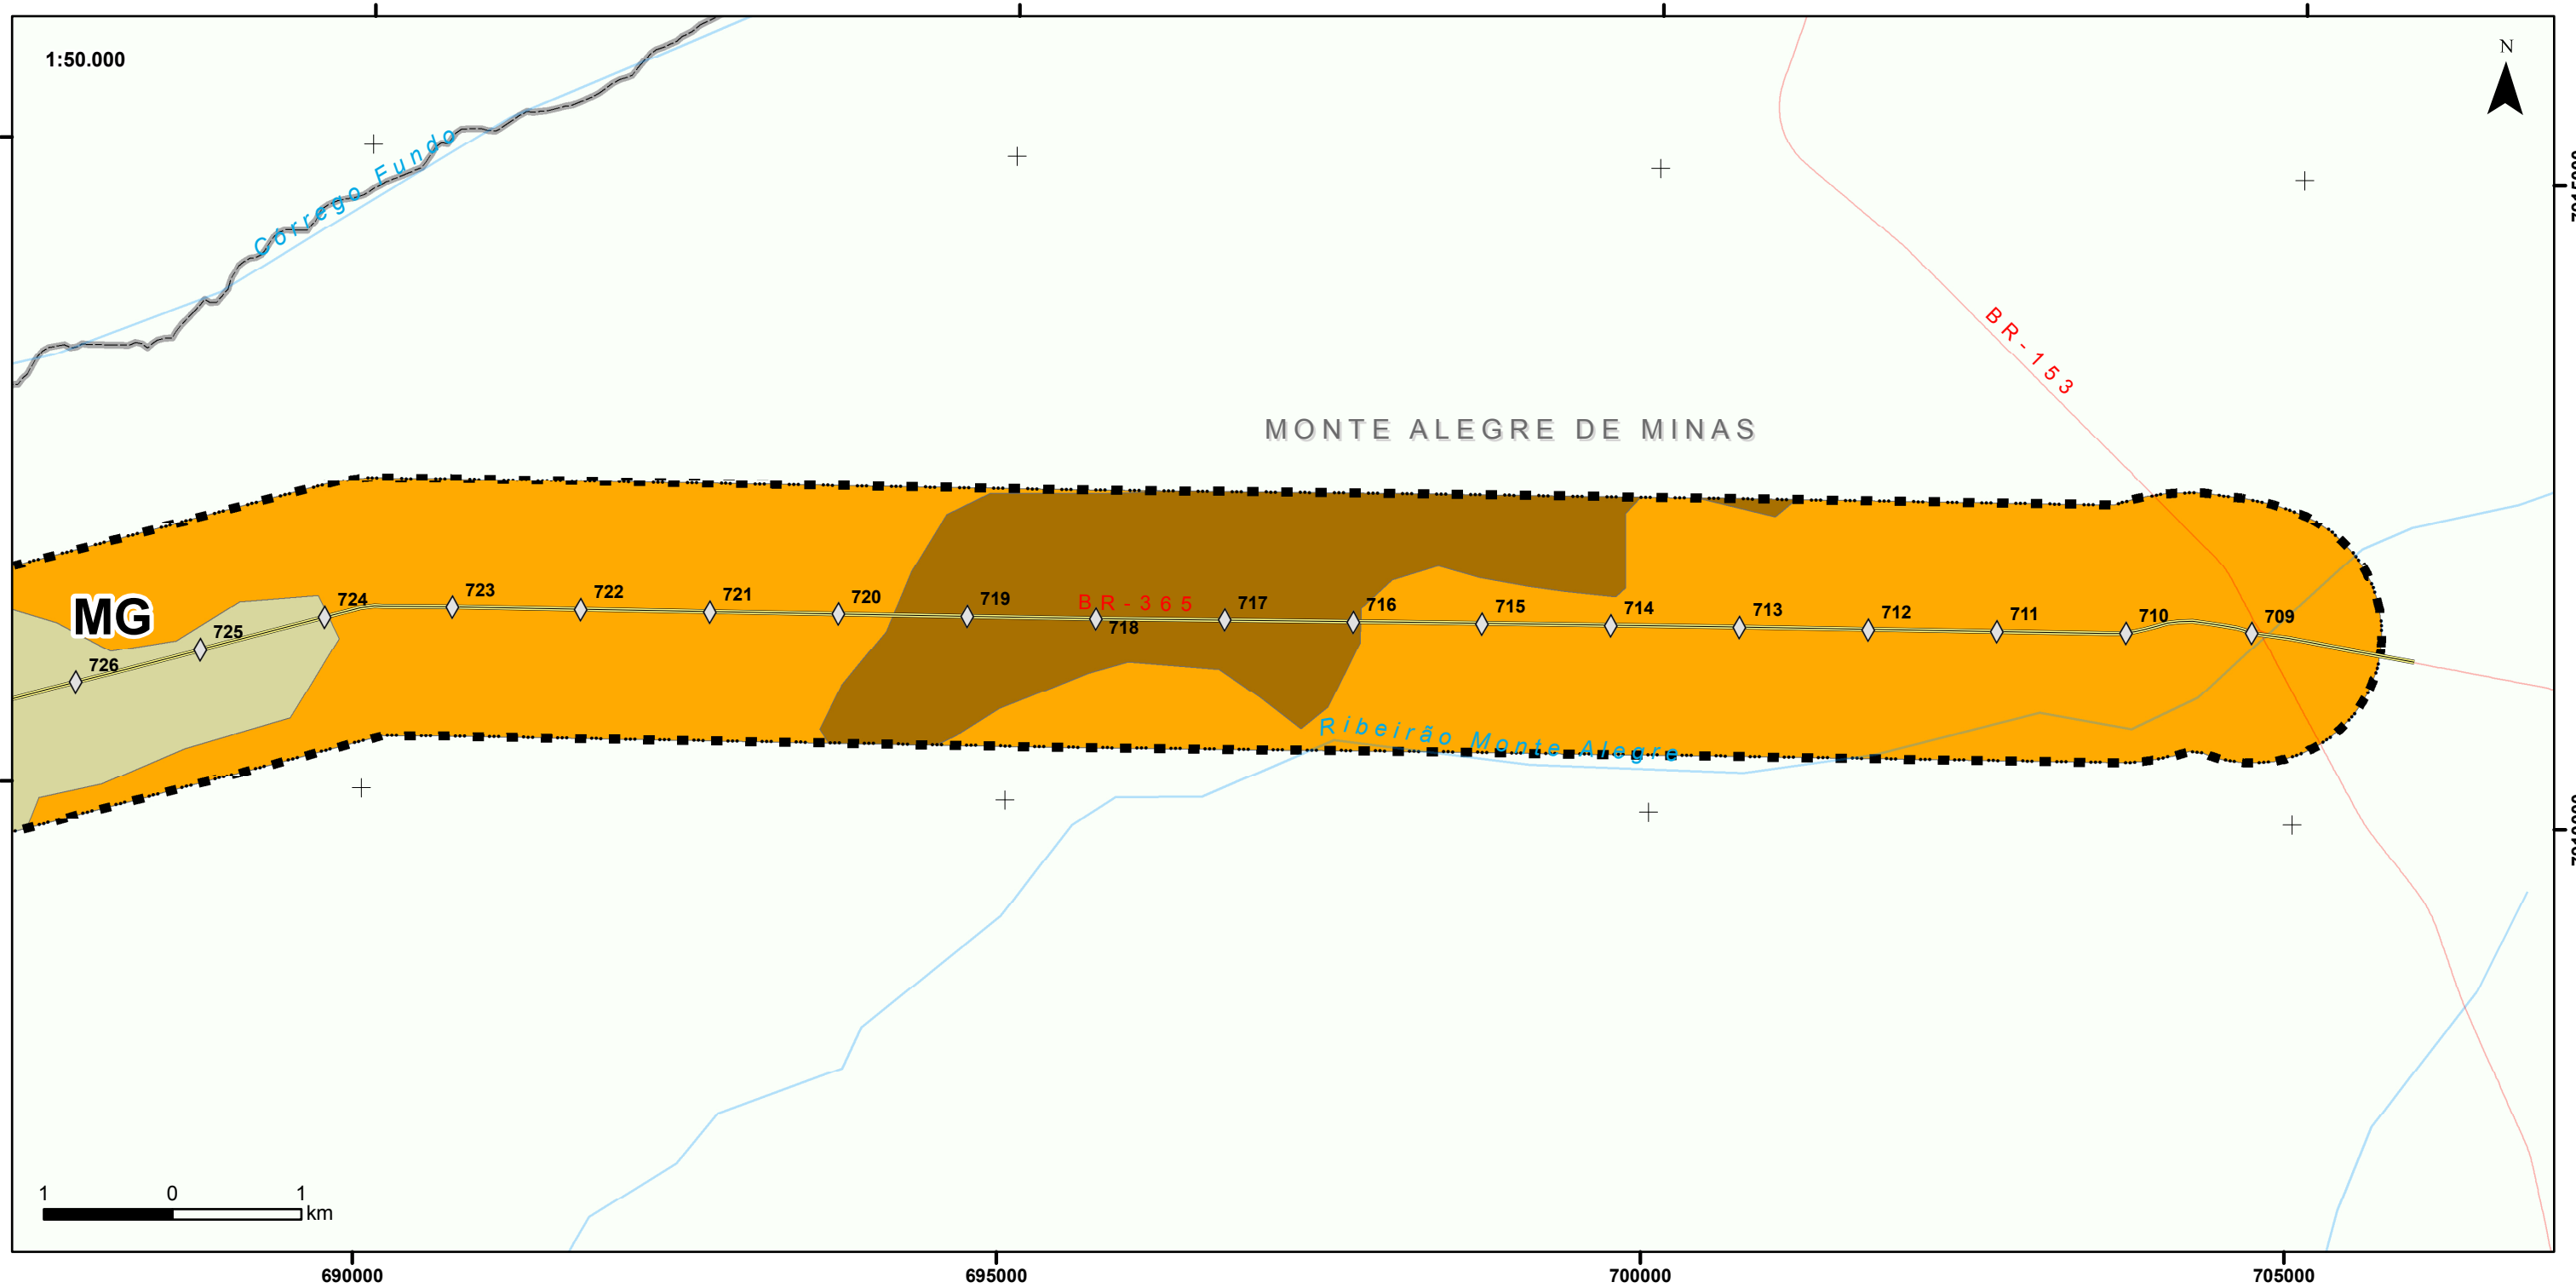 1:50.000
N
Córrego Fundo
BR-153
MONTE ALEGRE DE MINAS
MG
726
725
724
723
722
721
720
719
BR-365
718
717
716
715
714
713
712
711
710
709
Ribeirão Monte Alegre
1 0 1
km
690000 695000 700000 705000